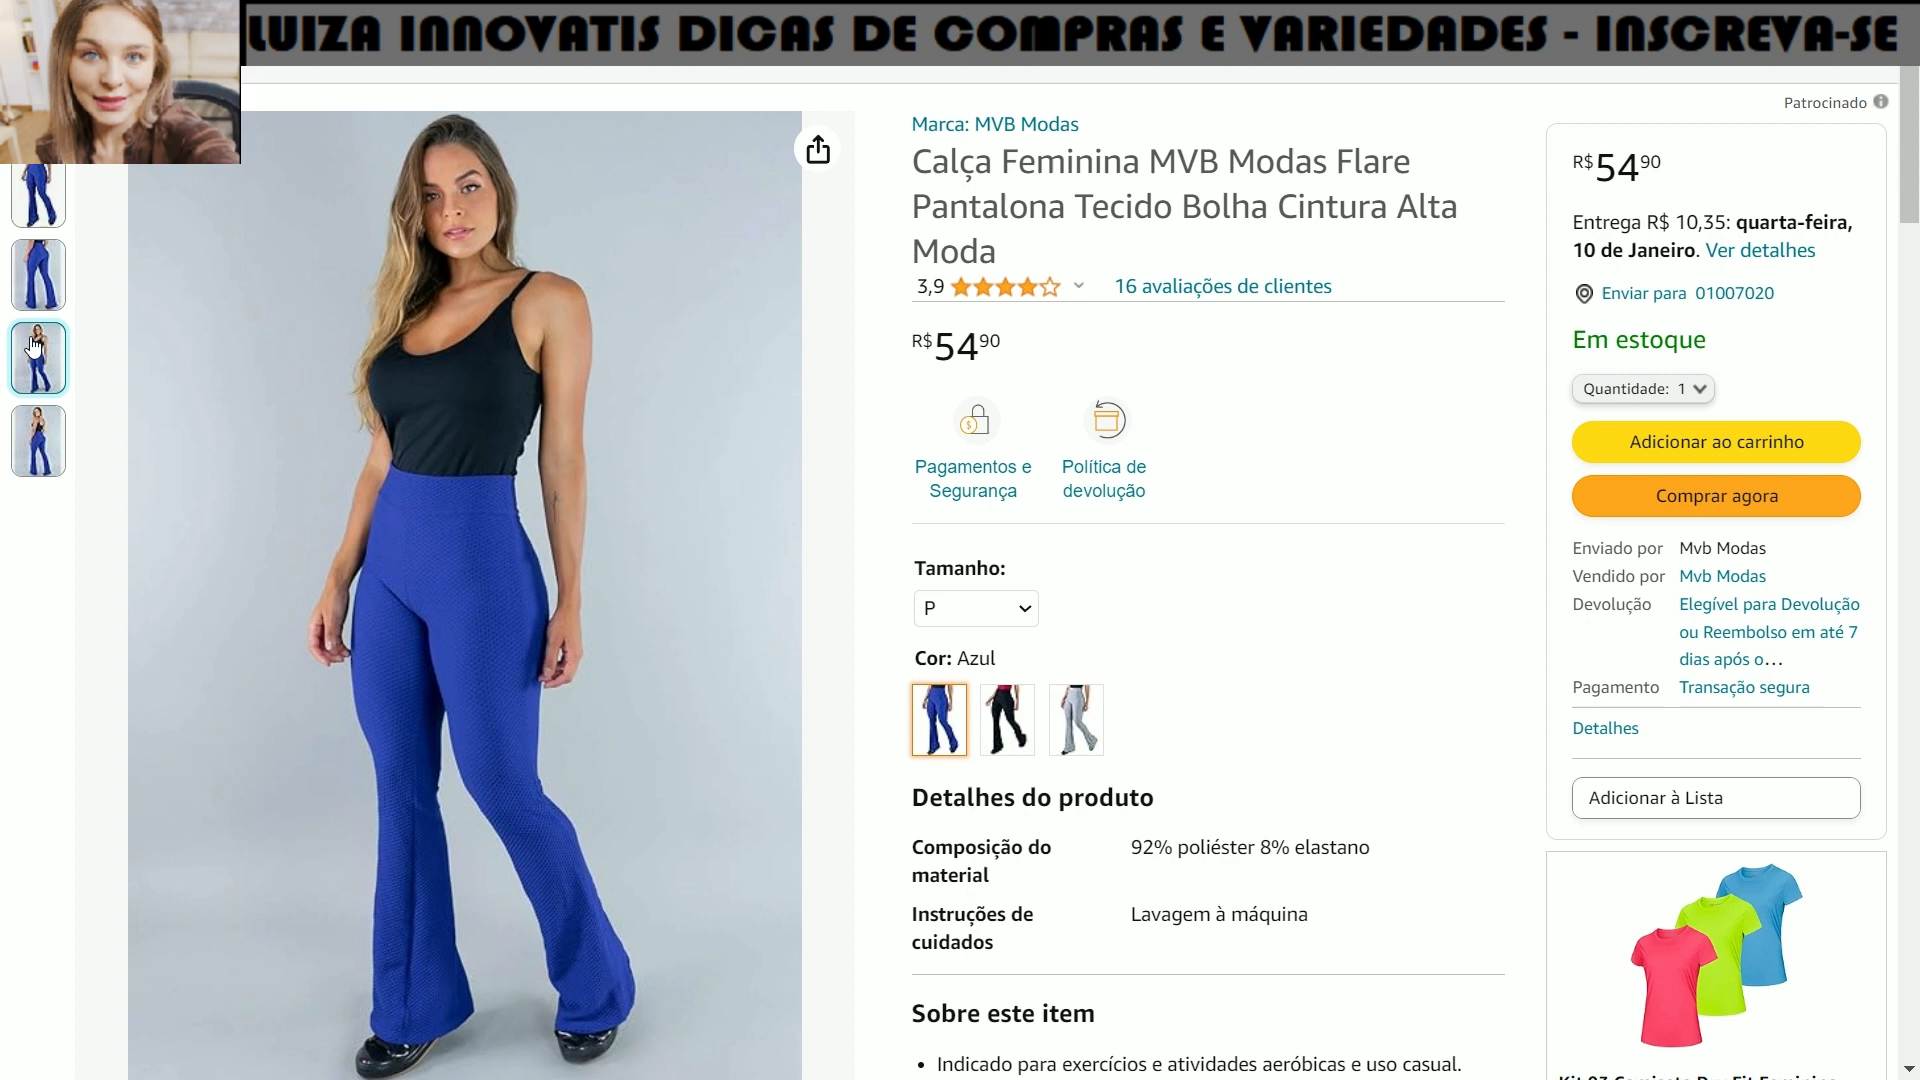 LUIZA INNOVATIS DICAS DE COMPRAS E VARIEDADES - INSCREVA-SE
Patrocinado
Marca: MVB Modas
Calça Feminina MVB Modas Flare
Pantalona Tecido Bolha Cintura Alta
Moda
3,9
16 avaliações de clientes
R$5490
Pagamentos e
Segurança
Política de
devolução
Tamanho:
P
Cor: Azul
Detalhes do produto
Composição do
material
92% poliéster 8% elastano
Instruções de
cuidados
Lavagem à máquina
Sobre este item
• Indicado para exercícios e atividades aeróbicas e uso casual.
R$5490
Entrega R$ 10,35: quarta-feira,
10 de Janeiro. Ver detalhes
Enviar para 01007020
Em estoque
Quantidade: 1
Adicionar ao carrinho
Comprar agora
Enviado por Mvb Modas
Vendido por Mvb Modas
Devolução Elegível para Devolução
ou Reembolso em até 7
dias após o…
Pagamento Transação segura
Detalhes
Adicionar à Lista